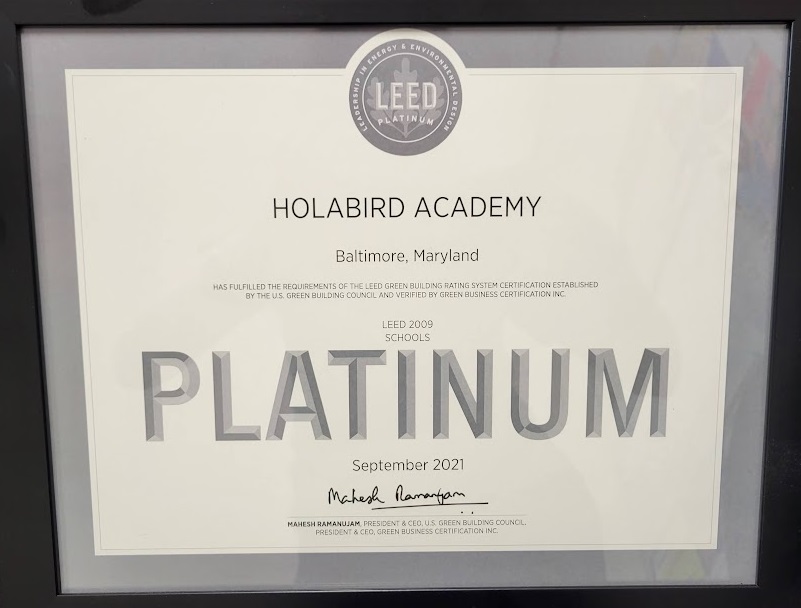 LEADERSHIP IN ENERGY & ENVIRONMENTAL DESIGN
LEED
PLATINUM
HOLABIRD ACADEMY
Baltimore, Maryland
HAS FULFILLED THE REQUIREMENTS OF THE LEED GREEN BUILDING RATING SYSTEM CERTIFICATION ESTABLISHED
BY THE U.S. GREEN BUILDING COUNCIL AND VERIFIED BY GREEN BUSINESS CERTIFICATION INC.
LEED 2009
SCHOOLS
PLATINUM
September 2021
Mahesh Ramanujam
MAHESH RAMANUJAM, PRESIDENT & CEO, U.S. GREEN BUILDING COUNCIL,
PRESIDENT & CEO, GREEN BUSINESS CERTIFICATION INC.